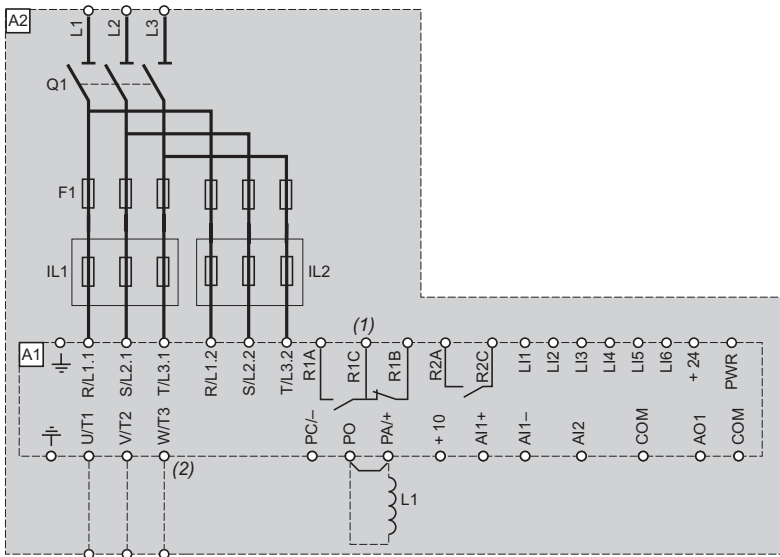 A2
L1 L2 L3
Q1
F1
IL1 IL2
(1)
A1
R/L1.1 S/L2.1 T/L3.1 R/L1.2 S/L2.2 T/L3.2 R1A R1C R1B R2A R2C LI1 LI2 LI3 LI4 LI5 LI6 + 24 PWR
U/T1 V/T2 W/T3 PC/– PO PA/+ + 10 AI1+ AI1– AI2 COM AO1 COM
(2)
L1